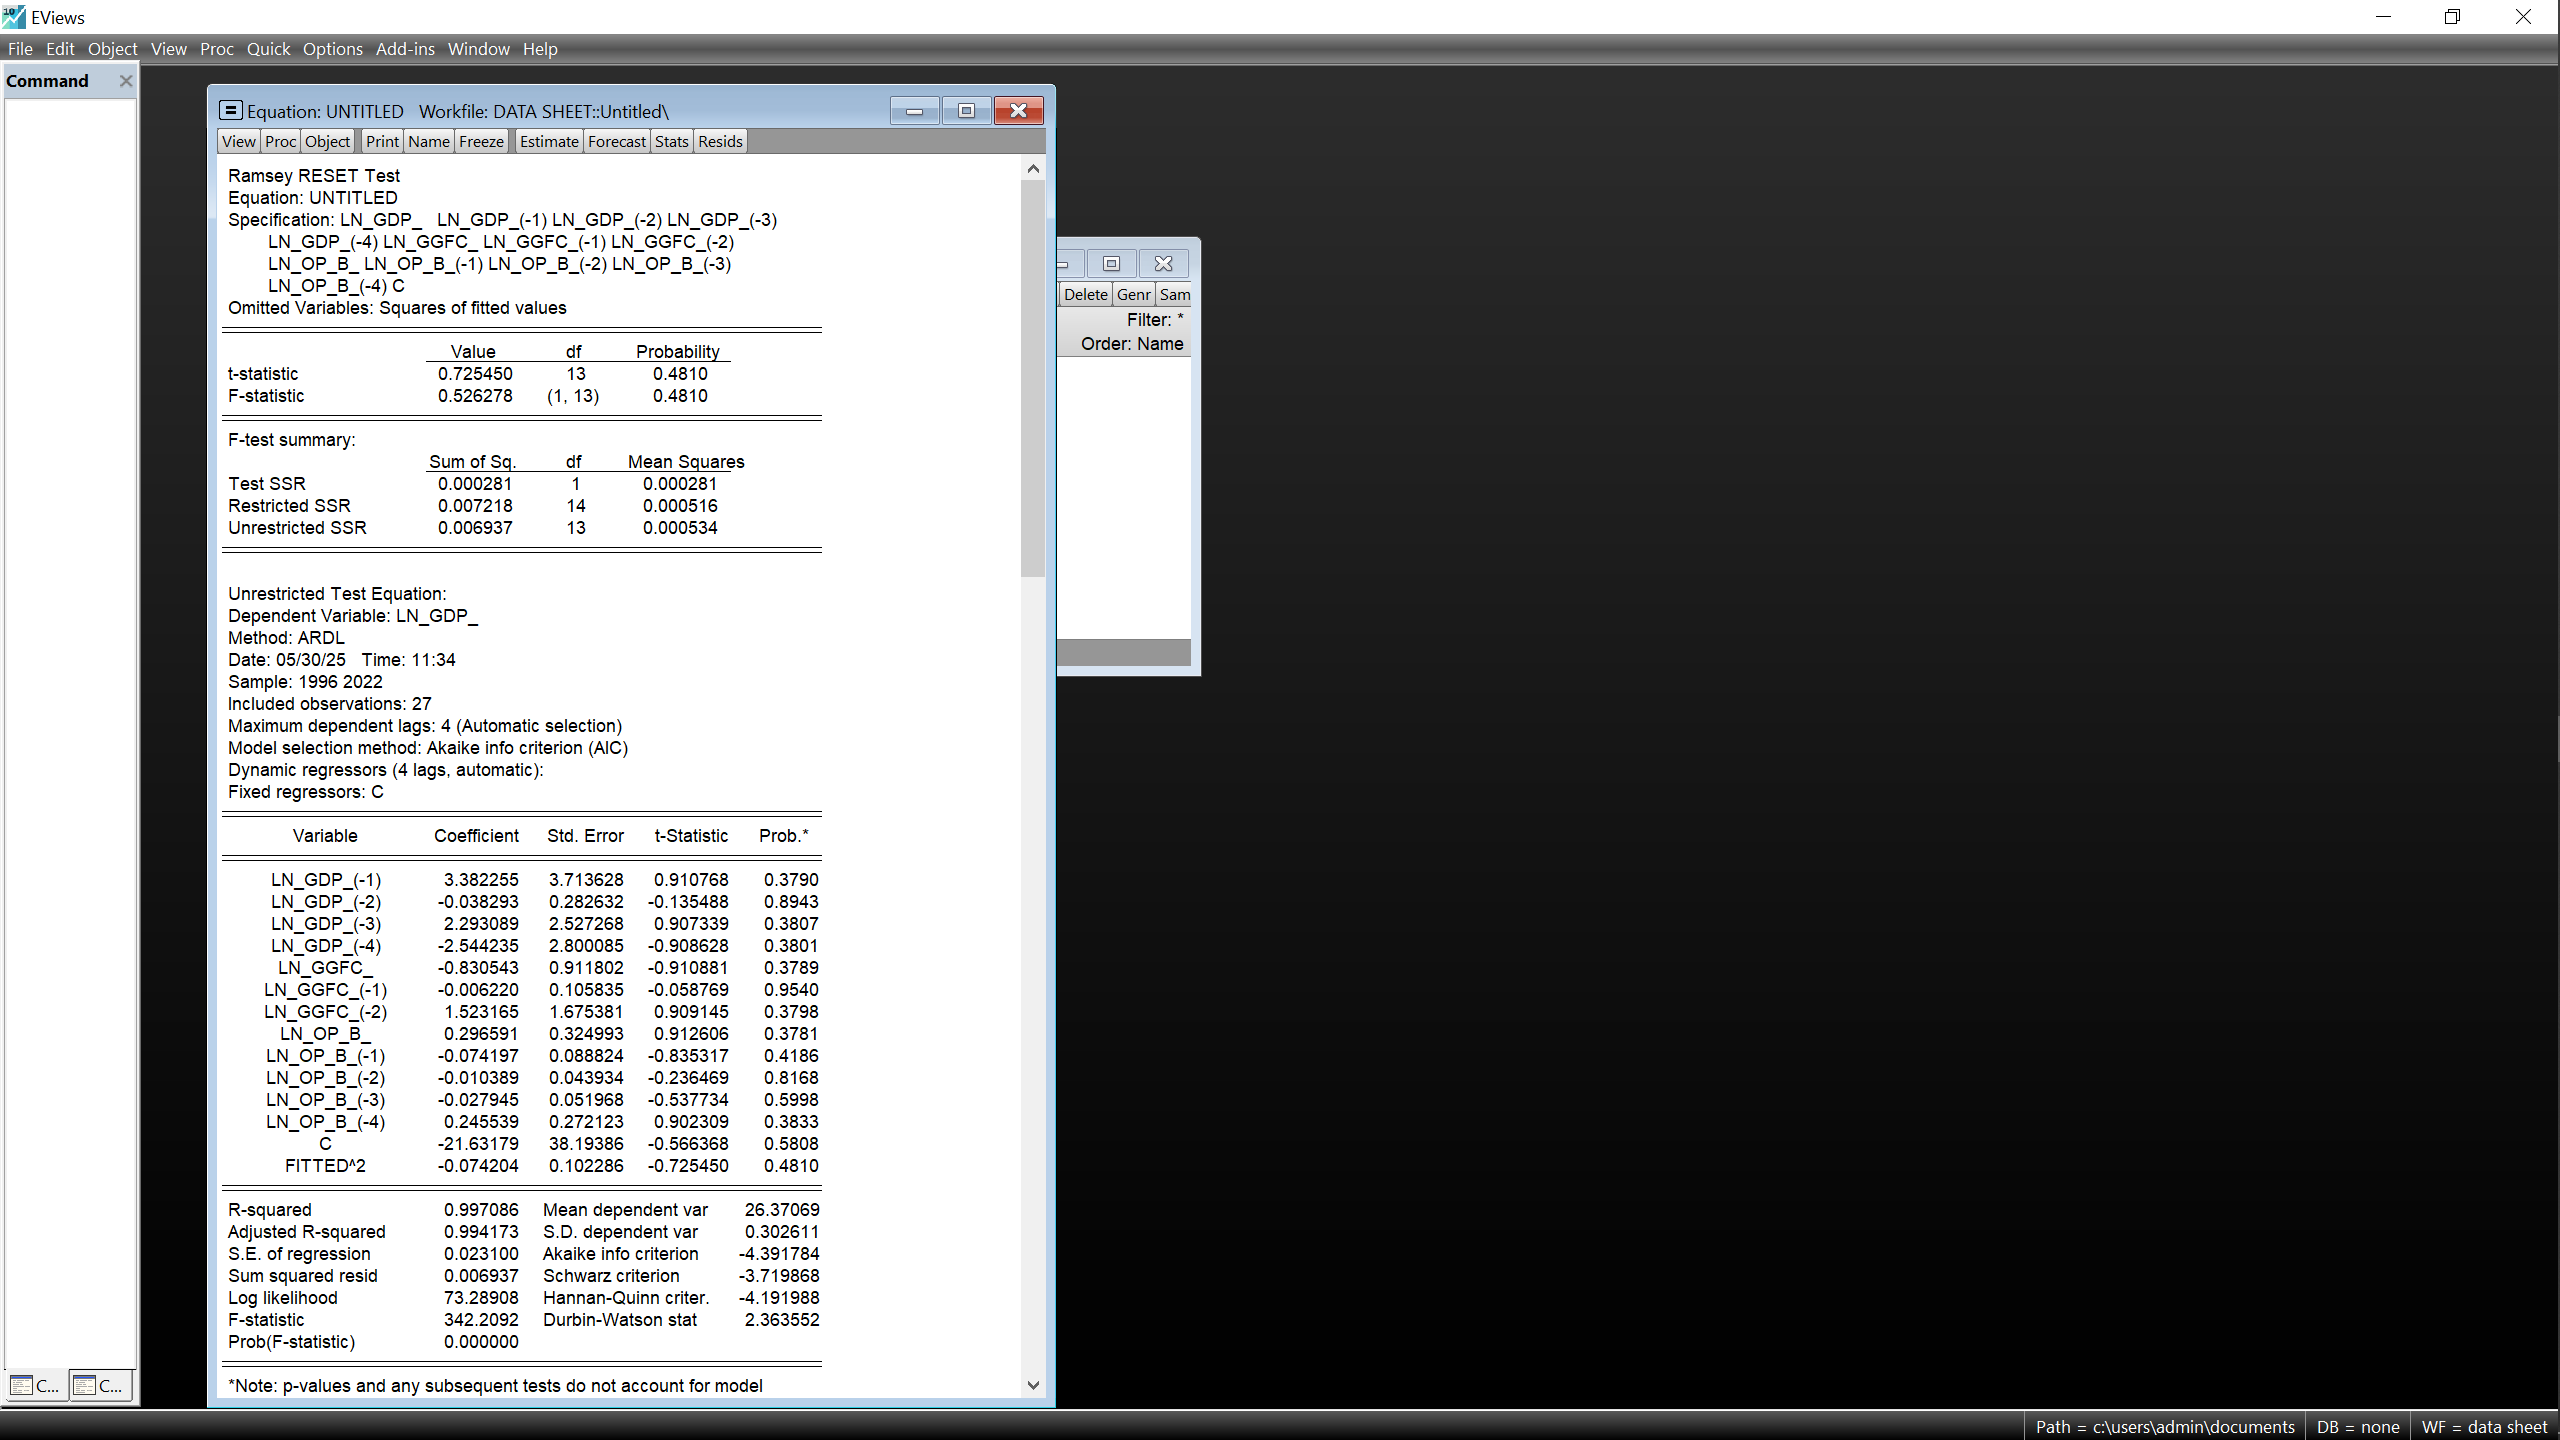 EViews
File Edit Object View Proc Quick Options Add-ins Window Help
Command
Equation: UNTITLED Workfile: DATA SHEET::Untitled\
View Proc Object Print Name Freeze Estimate Forecast Stats Resids
Ramsey RESET Test
Equation: UNTITLED
Specification: LN_GDP_ LN_GDP_(-1) LN_GDP_(-2) LN_GDP_(-3)
LN_GDP_(-4) LN_GGFC_ LN_GGFC_(-1) LN_GGFC_(-2)
LN_OP_B_ LN_OP_B_(-1) LN_OP_B_(-2) LN_OP_B_(-3)
LN_OP_B_(-4) C
Omitted Variables: Squares of fitted values
Value df Probability
t-statistic 0.725450 13 0.4810
F-statistic 0.526278 (1, 13) 0.4810
F-test summary:
Sum of Sq. df Mean Squares
Test SSR 0.000281 1 0.000281
Restricted SSR 0.007218 14 0.000516
Unrestricted SSR 0.006937 13 0.000534
Unrestricted Test Equation:
Dependent Variable: LN_GDP_
Method: ARDL
Date: 05/30/25 Time: 11:34
Sample: 1996 2022
Included observations: 27
Maximum dependent lags: 4 (Automatic selection)
Model selection method: Akaike info criterion (AIC)
Dynamic regressors (4 lags, automatic):
Fixed regressors: C
Variable Coefficient Std. Error t-Statistic Prob.*
LN_GDP_(-1) 3.382255 3.713628 0.910768 0.3790
LN_GDP_(-2) -0.038293 0.282632 -0.135488 0.8943
LN_GDP_(-3) 2.293089 2.527268 0.907339 0.3807
LN_GDP_(-4) -2.544235 2.800085 -0.908628 0.3801
LN_GGFC_ -0.830543 0.911802 -0.910881 0.3789
LN_GGFC_(-1) -0.006220 0.105835 -0.058769 0.9540
LN_GGFC_(-2) 1.523165 1.675381 0.909145 0.3798
LN_OP_B_ 0.296591 0.324993 0.912606 0.3781
LN_OP_B_(-1) -0.074197 0.088824 -0.835317 0.4186
LN_OP_B_(-2) -0.010389 0.043934 -0.236469 0.8168
LN_OP_B_(-3) -0.027945 0.051968 -0.537734 0.5998
LN_OP_B_(-4) 0.245539 0.272123 0.902309 0.3833
C -21.63179 38.19386 -0.566368 0.5808
FITTED^2 -0.074204 0.102286 -0.725450 0.4810
R-squared 0.997086 Mean dependent var 26.37069
Adjusted R-squared 0.994173 S.D. dependent var 0.302611
S.E. of regression 0.023100 Akaike info criterion -4.391784
Sum squared resid 0.006937 Schwarz criterion -3.719868
Log likelihood 73.28908 Hannan-Quinn criter. -4.191988
F-statistic 342.2092 Durbin-Watson stat 2.363552
Prob(F-statistic) 0.000000
*Note: p-values and any subsequent tests do not account for model
Delete Genr Sam
Filter: *
Order: Name
C... C...
Path = c:\users\admin\documents DB = none WF = data sheet